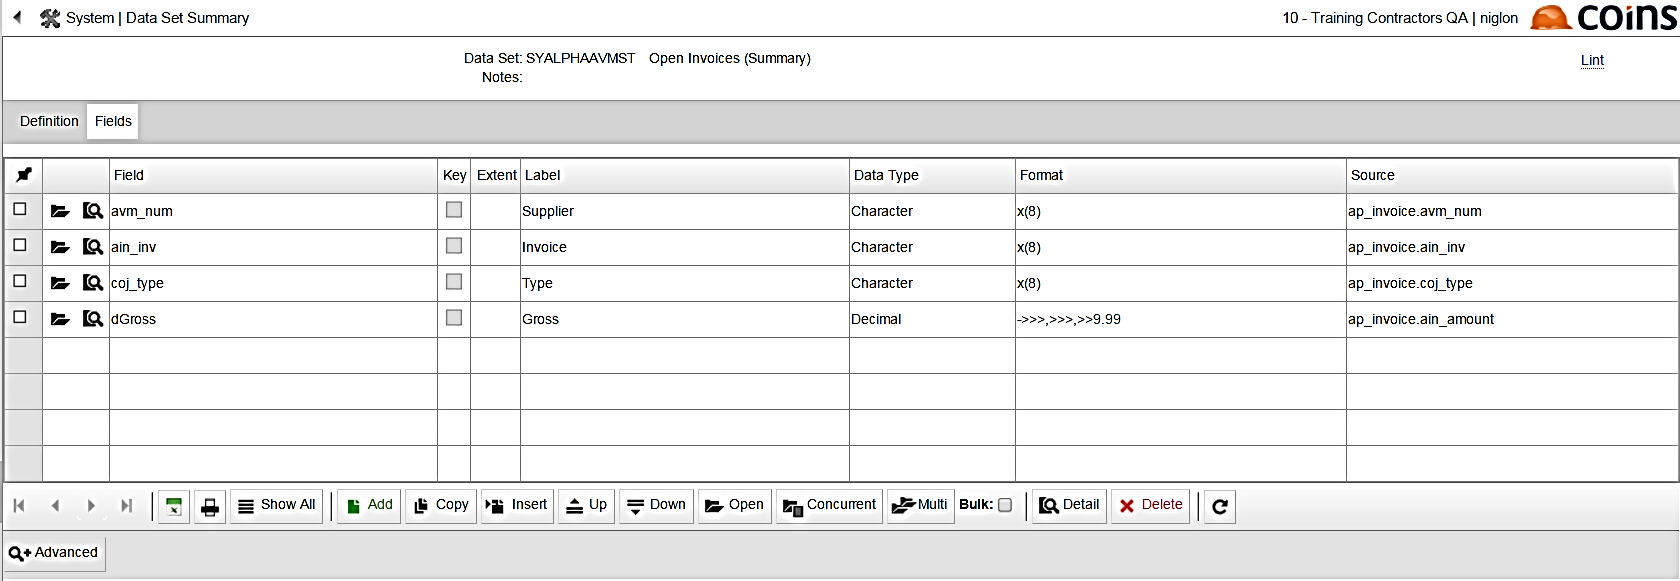 System | Data Set Summary
10 - Training Contractors QA | niglon
coins
Data Set: SYALPHAAVMST Open Invoices (Summary)
Notes:
Lint
Definition Fields
Field Key Extent Label Data Type Format Source
avm_num Supplier Character x(8) ap_invoice.avm_num
ain_inv Invoice Character x(8) ap_invoice.ain_inv
coj_type Type Character x(8) ap_invoice.coj_type
dGross Gross Decimal ->>>,>>>,>>9.99 ap_invoice.ain_amount
Show All Add Copy Insert Up Down Open Concurrent Multi Bulk: Detail Delete
Advanced